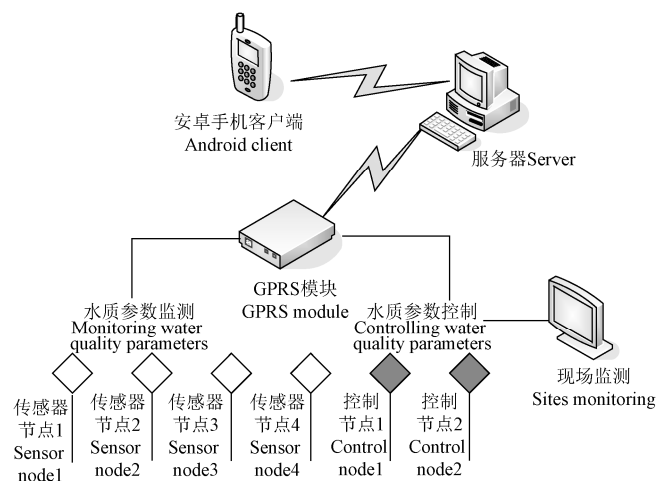 安卓手机客户端
Android client
服务器Server
GPRS模块
GPRS module
水质参数监测
Monitoring water
quality parameters
水质参数控制
Controlling water
quality parameters
现场监测
Sites monitoring
传感器
节点1
Sensor
node1
传感器
节点2
Sensor
node2
传感器
节点3
Sensor
node3
传感器
节点4
Sensor
node4
控制
节点1
Control
node1
控制
节点2
Control
node2